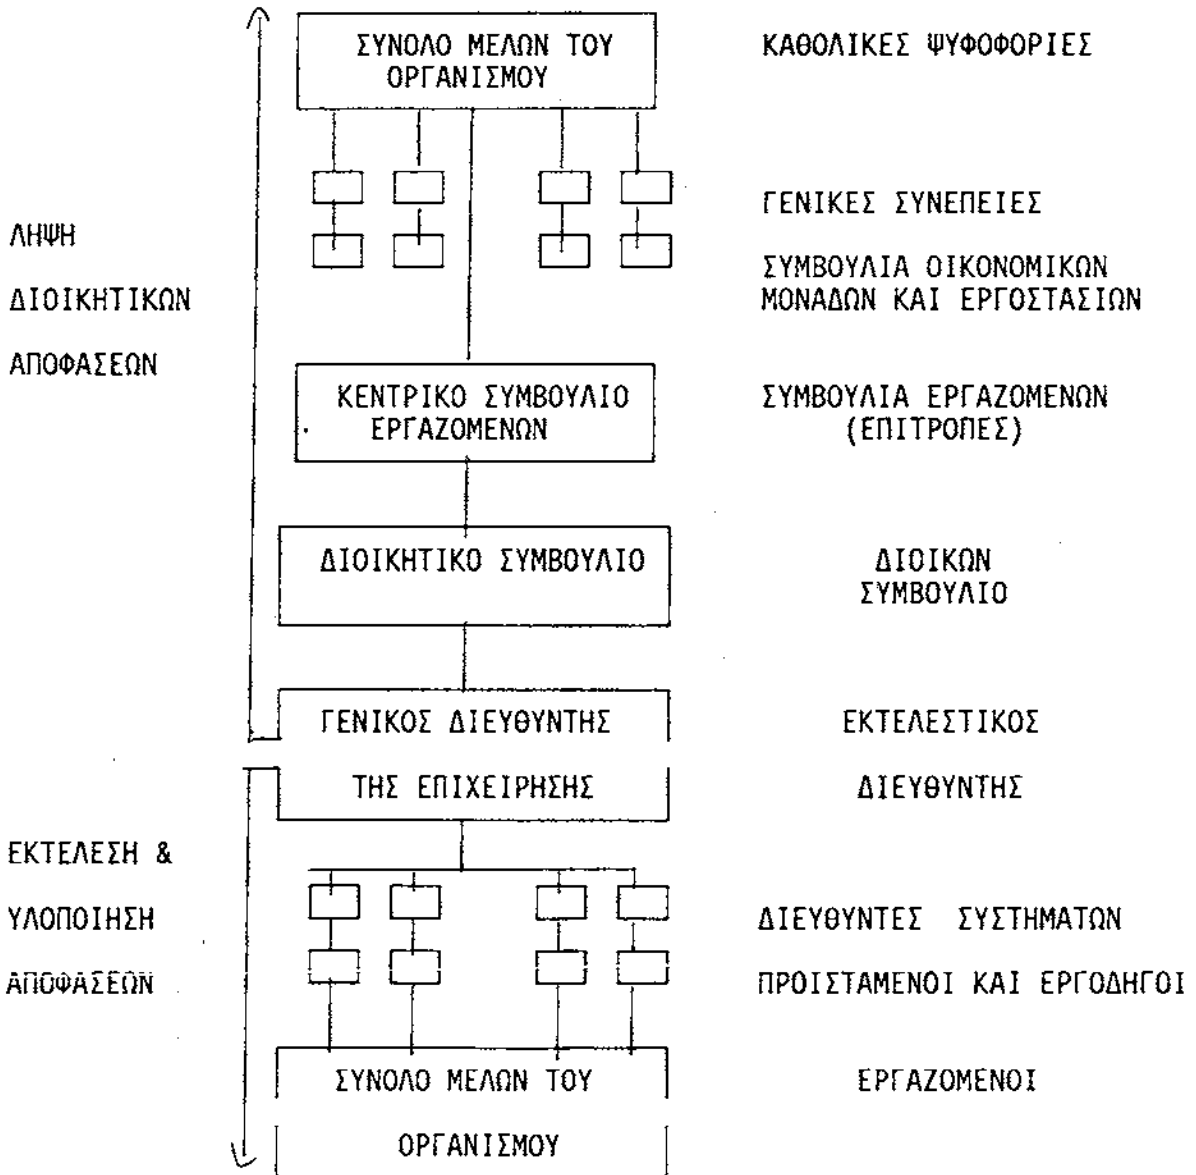 ΣΥΝΟΛΟ ΜΕΛΩΝ ΤΟΥ
ΟΡΓΑΝΙΣΜΟΥ
ΚΑΘΟΛΙΚΕΣ ΨΥΦΟΦΟΡΙΕΣ
ΓΕΝΙΚΕΣ ΣΥΝΕΠΕΙΕΣ
ΣΥΜΒΟΥΛΙΑ ΟΙΚΟΝΟΜΙΚΩΝ
ΜΟΝΑΔΩΝ ΚΑΙ ΕΡΓΟΣΤΑΣΙΩΝ
ΛΗΨΗ
ΔΙΟΙΚΗΤΙΚΩΝ
ΑΠΟΦΑΣΕΩΝ
ΚΕΝΤΡΙΚΟ ΣΥΜΒΟΥΛΙΟ
ΕΡΓΑΖΟΜΕΝΩΝ
ΣΥΜΒΟΥΛΙΑ ΕΡΓΑΖΟΜΕΝΩΝ
(ΕΠΙΤΡΟΠΕΣ)
ΔΙΟΙΚΗΤΙΚΟ ΣΥΜΒΟΥΛΙΟ
ΔΙΟΙΚΩΝ
ΣΥΜΒΟΥΛΙΟ
ΓΕΝΙΚΟΣ ΔΙΕΥΘΥΝΤΗΣ
ΤΗΣ ΕΠΙΧΕΙΡΗΣΗΣ
ΕΚΤΕΛΕΣΤΙΚΟΣ
ΔΙΕΥΘΥΝΤΗΣ
ΕΚΤΕΛΕΣΗ &
ΥΛΟΠΟΙΗΣΗ
ΑΠΟΦΑΣΕΩΝ
ΔΙΕΥΘΥΝΤΕΣ ΣΥΣΤΗΜΑΤΩΝ
ΠΡΟΙΣΤΑΜΕΝΟΙ ΚΑΙ ΕΡΓΟΔΗΓΟΙ
ΣΥΝΟΛΟ ΜΕΛΩΝ ΤΟΥ
ΟΡΓΑΝΙΣΜΟΥ
ΕΡΓΑΖΟΜΕΝΟΙ